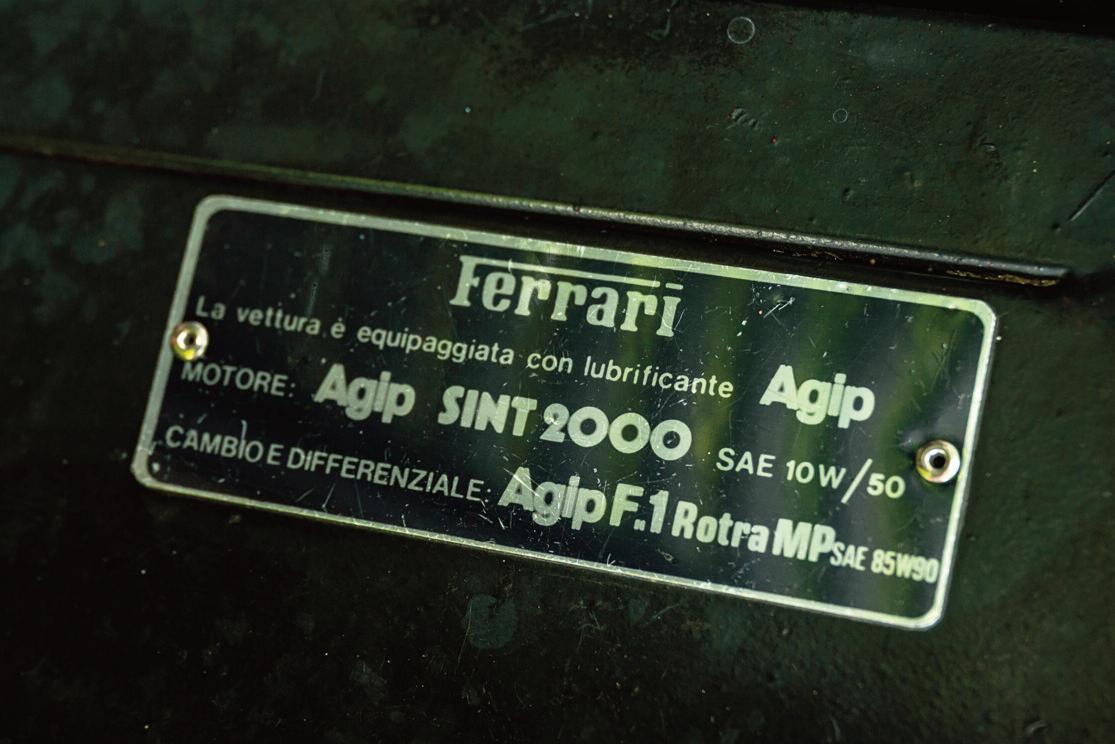 Ferrari
La vettura è equipaggiata con lubrificante Agip
MOTORE: Agip SINT 2000 SAE 10W/50
CAMBIO E DIFFERENZIALE: Agip F.1 Rotra MP SAE 85W90